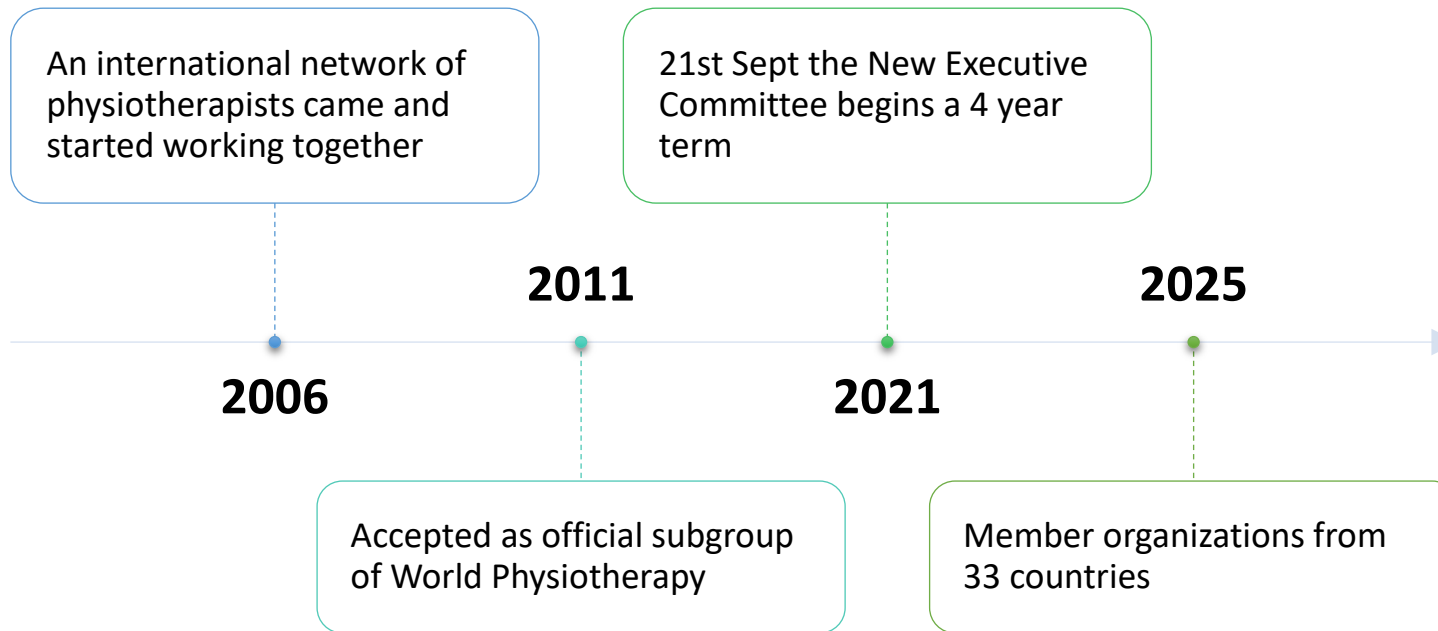 An international network of
physiotherapists came and
started working together
21st Sept the New Executive
Committee begins a 4 year
term
2011
2025
2006
2021
Accepted as official subgroup
of World Physiotherapy
Member organizations from
33 countries